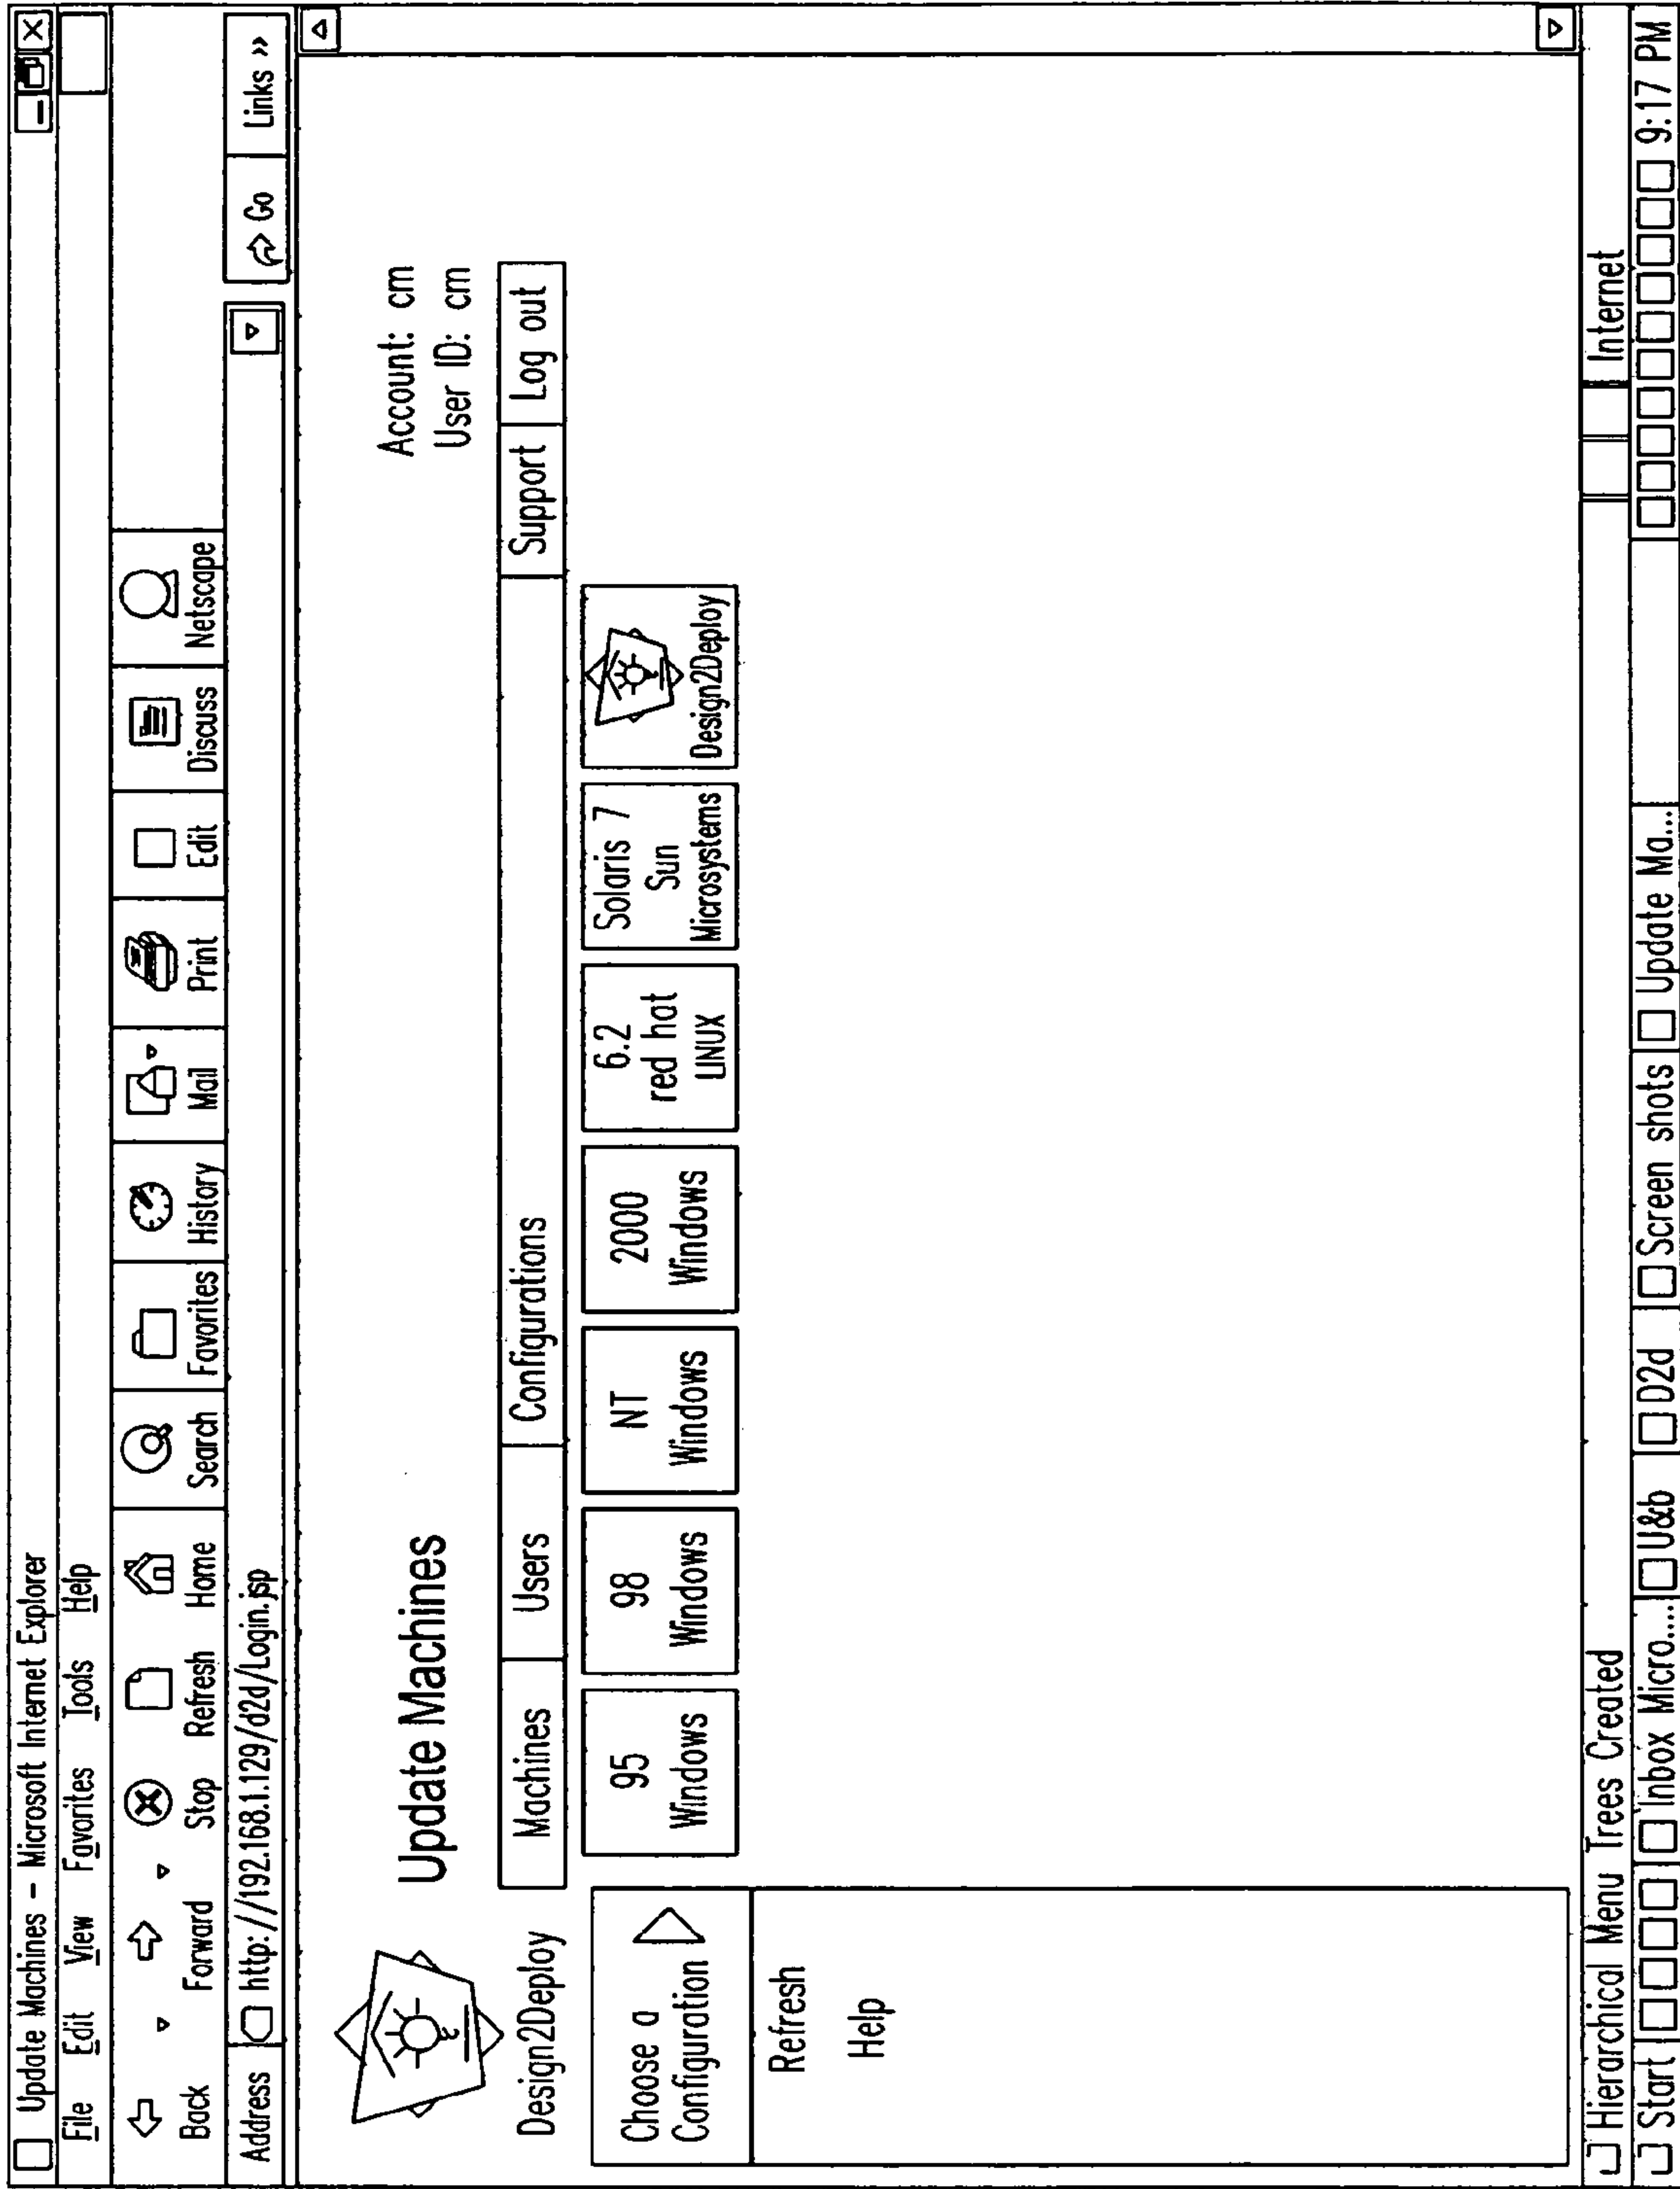 Update Machines – Microsoft Internet Explorer
File Edit View Favorites Tools Help
Back Forward Stop Refresh Home Search Favorites History Mail Print Edit Discuss Netscape
Address http://192.168.1.129/d2d/Login.jsp Go Links »
Design2Deploy
Update Machines
Account: cm
User ID: cm
Machines Users Configurations Support Log out
Choose a
Configuration
Refresh
Help
95
Windows
98
Windows
NT
Windows
2000
Windows
6.2
red hat
LINUX
Solaris 7
Sun
Microsystems
Design2Deploy
Hierarchical Menu Trees Created Internet
Start Inbox Micro.... U&b D2d Screen shots Update Ma... 9:17 PM